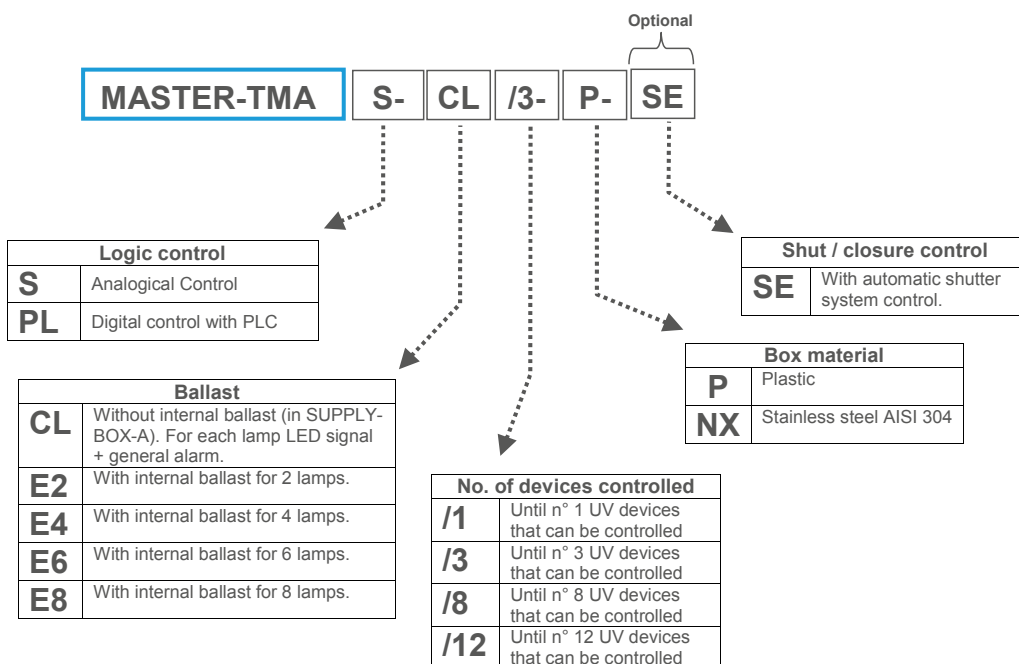 Optional
MASTER-TMA S- CL /3- P- SE
Logic control
S Analogical Control
PL Digital control with PLC
Shut / closure control
SE With automatic shutter
system control.
Box material
P Plastic
NX Stainless steel AISI 304
Ballast
CL Without internal ballast (in SUPPLY-
BOX-A). For each lamp LED signal
+ general alarm.
E2 With internal ballast for 2 lamps.
E4 With internal ballast for 4 lamps.
E6 With internal ballast for 6 lamps.
E8 With internal ballast for 8 lamps.
No. of devices controlled
/1 Until n° 1 UV devices
that can be controlled
/3 Until n° 3 UV devices
that can be controlled
/8 Until n° 8 UV devices
that can be controlled
/12 Until n° 12 UV devices
that can be controlled